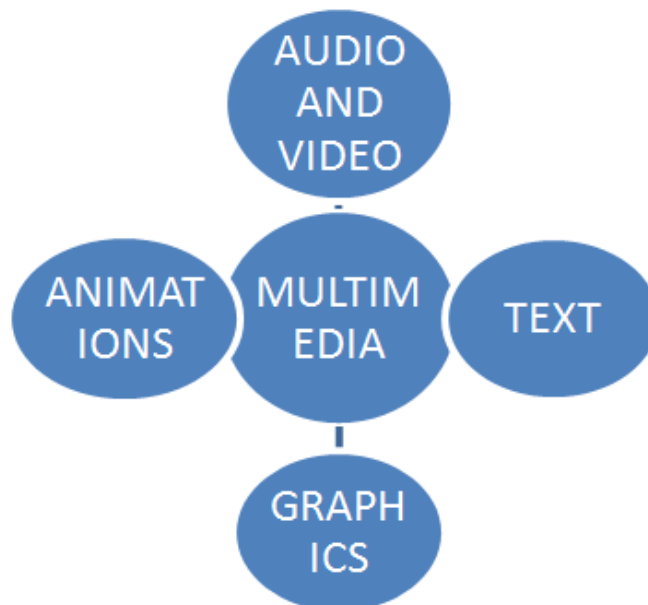 AUDIO
AND
VIDEO
ANIMAT
IONS
MULTIM
EDIA
TEXT
GRAPH
ICS